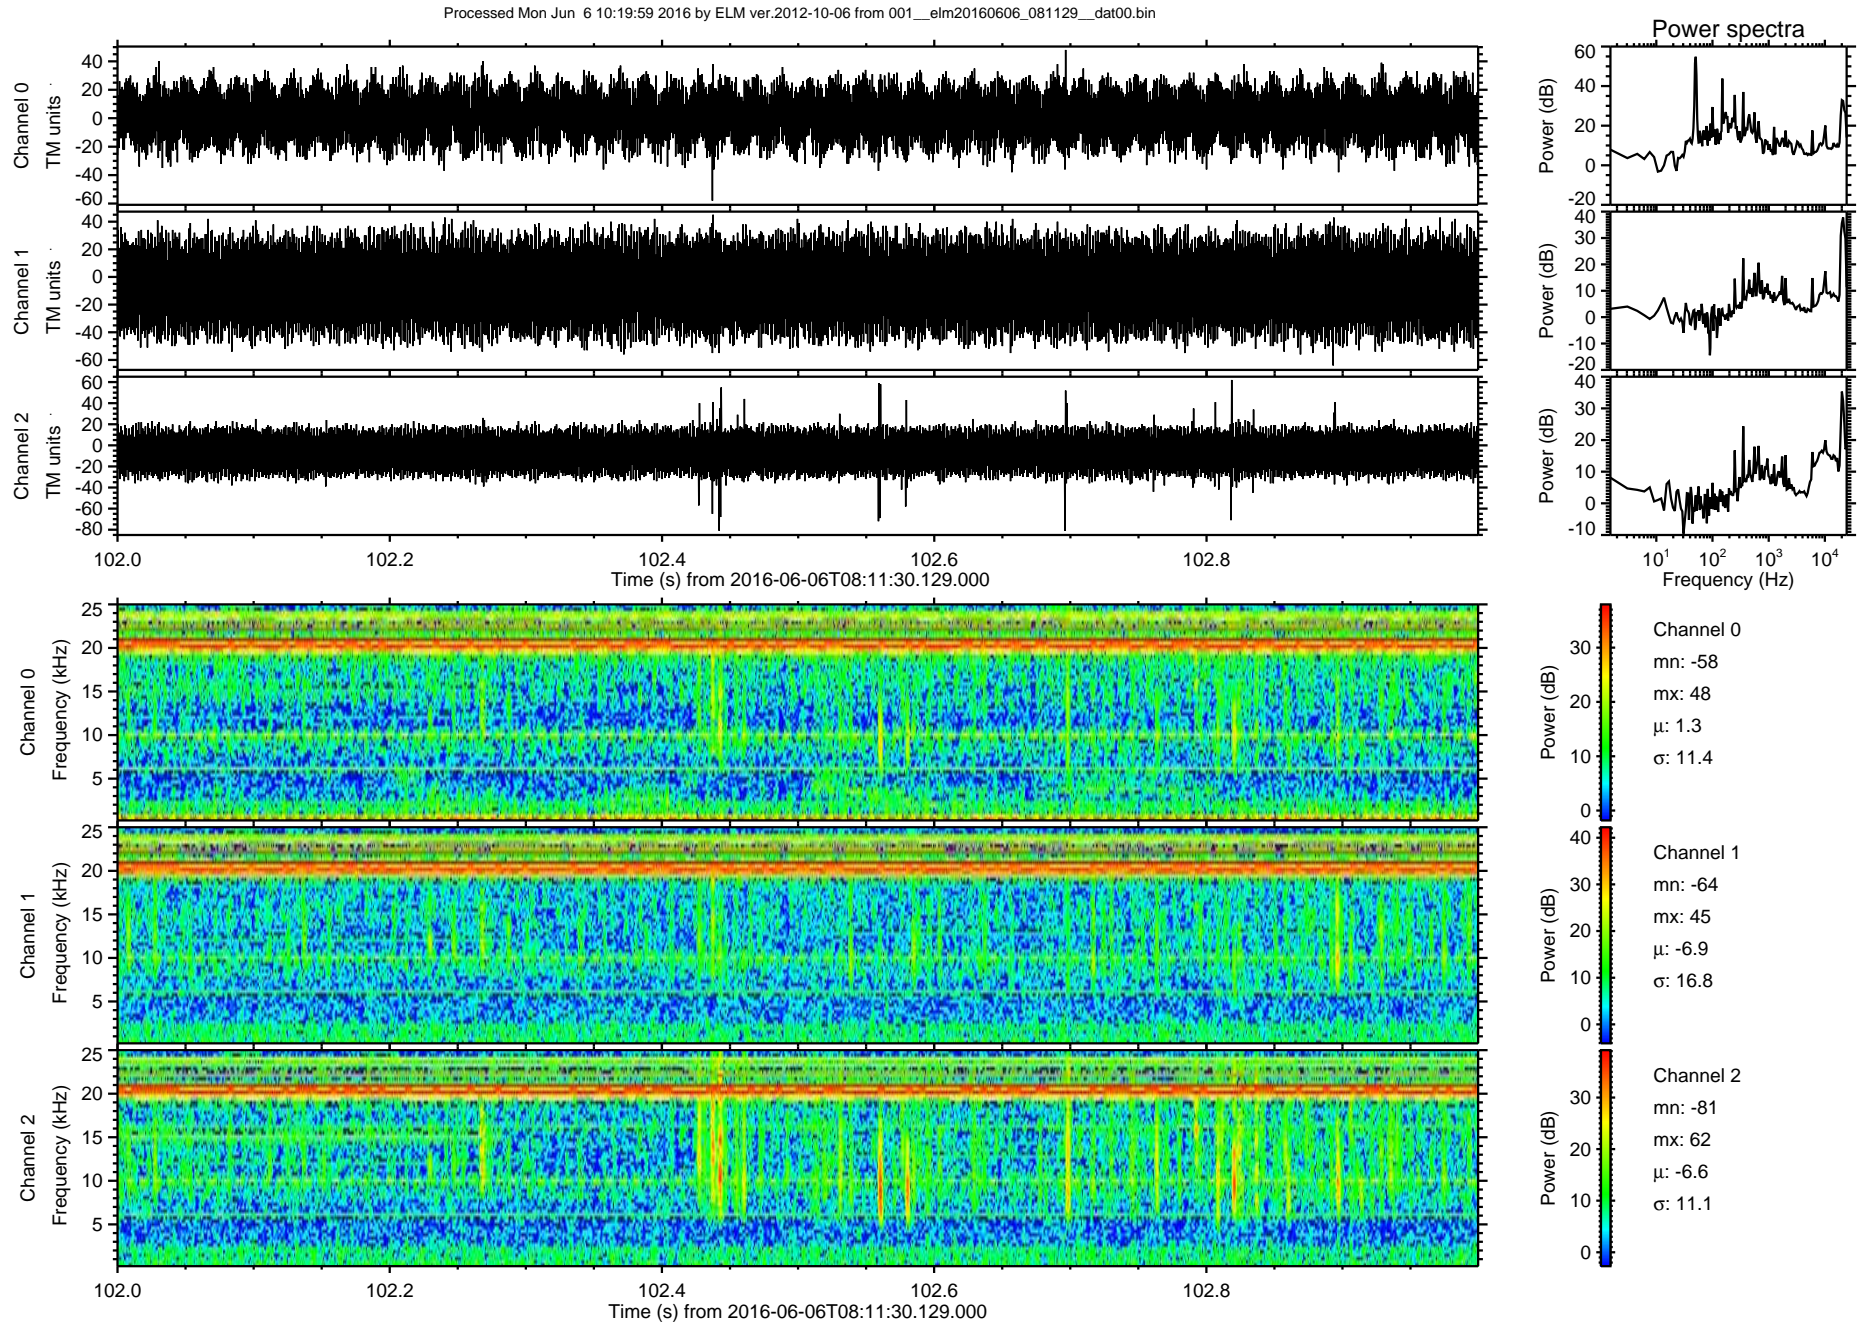 Processed Mon Jun 6 10:19:59 2016 by ELM ver.2012-10-06 from 001__elm20160606_081129__dat00.bin
Power spectra
Channel 0
TM units
40
20
0
-20
-40
-60
Power (dB)
60
40
20
0
-20
Channel 1
TM units
40
20
0
-20
-40
-60
Power (dB)
40
30
20
10
0
-10
-20
Channel 2
TM units
60
40
20
0
-20
-40
-60
-80
Power (dB)
40
30
20
10
0
-10
102.0 102.2 102.4 102.6 102.8
Time (s) from 2016-06-06T08:11:30.129.000
10^1 10^2 10^3 10^4
Frequency (Hz)
Channel 0
Frequency (kHz)
25
20
15
10
5
Power (dB)
30
20
10
0
Channel 0
mn: -58
mx: 48
μ: 1.3
σ: 11.4
Channel 1
Frequency (kHz)
25
20
15
10
5
Power (dB)
40
30
20
10
0
Channel 1
mn: -64
mx: 45
μ: -6.9
σ: 16.8
Channel 2
Frequency (kHz)
25
20
15
10
5
Power (dB)
30
20
10
0
Channel 2
mn: -81
mx: 62
μ: -6.6
σ: 11.1
102.0 102.2 102.4 102.6 102.8
Time (s) from 2016-06-06T08:11:30.129.000